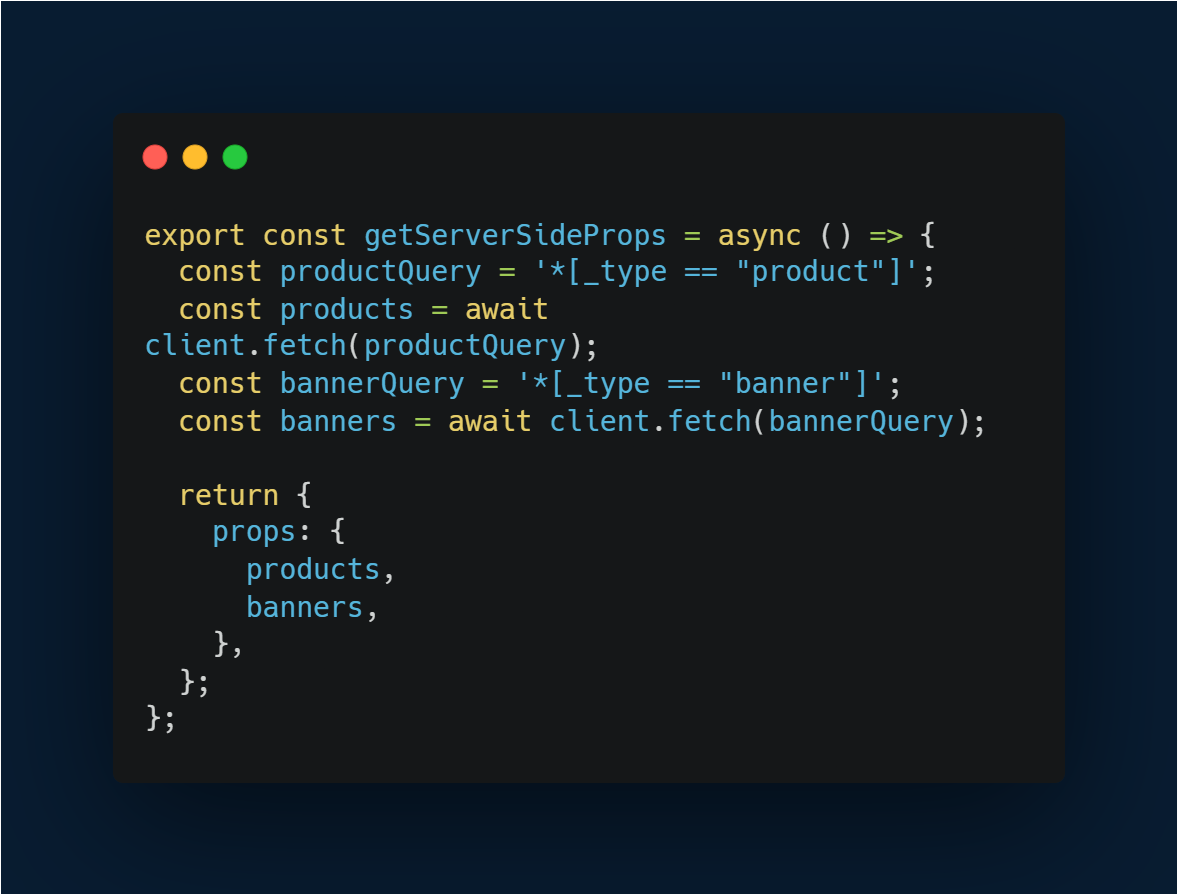 export const getServerSideProps = async () => {
  const productQuery = '*[_type == "product"]';
  const products = await
client.fetch(productQuery);
  const bannerQuery = '*[_type == "banner"]';
  const banners = await client.fetch(bannerQuery);

  return {
    props: {
      products,
      banners,
    },
  };
};